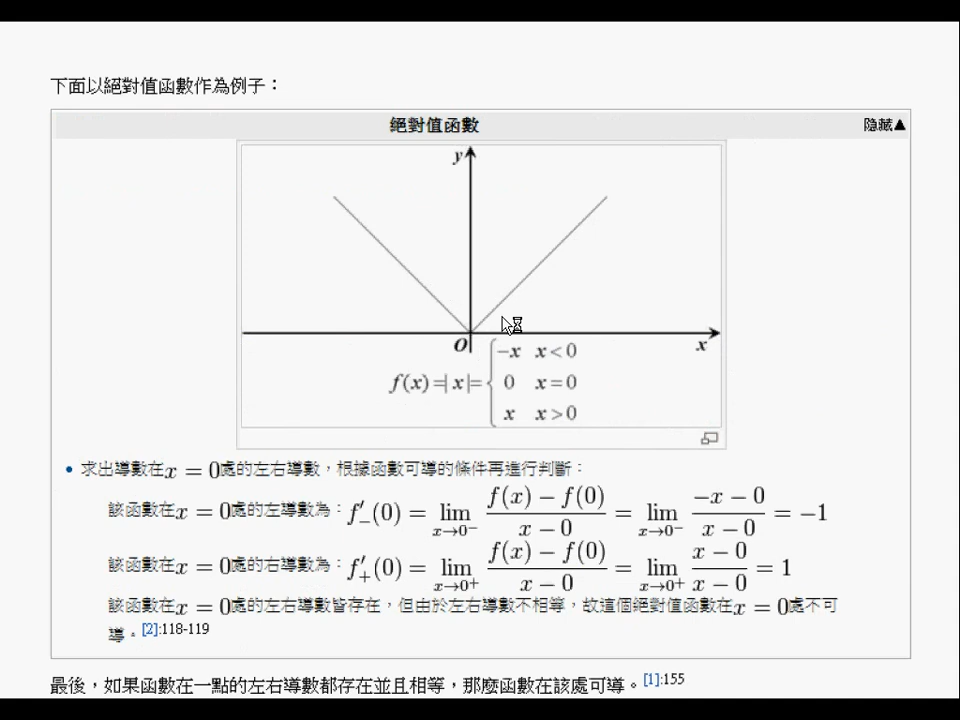 下面以絕對值函數作為例子：
絕對值函數
隐藏▲
y
O
x
f(x)=|x|= { -x x<0
0 x=0
x x>0
• 求出導數在x = 0處的左右導數，根據函數可導的條件再進行判斷：
該函數在x = 0處的左導數為：f′₋(0) = lim_{x→0⁻} (f(x) − f(0))/(x − 0) = lim_{x→0⁻} (−x − 0)/(x − 0) = −1
該函數在x = 0處的右導數為：f′₊(0) = lim_{x→0⁺} (f(x) − f(0))/(x − 0) = lim_{x→0⁺} (x − 0)/(x − 0) = 1
該函數在x = 0處的左右導數皆存在，但由於左右導數不相等，故這個絕對值函數在x = 0處不可
導。[2]:118-119
最後，如果函數在一點的左右導數都存在並且相等，那麼函數在該處可導。[1]:155